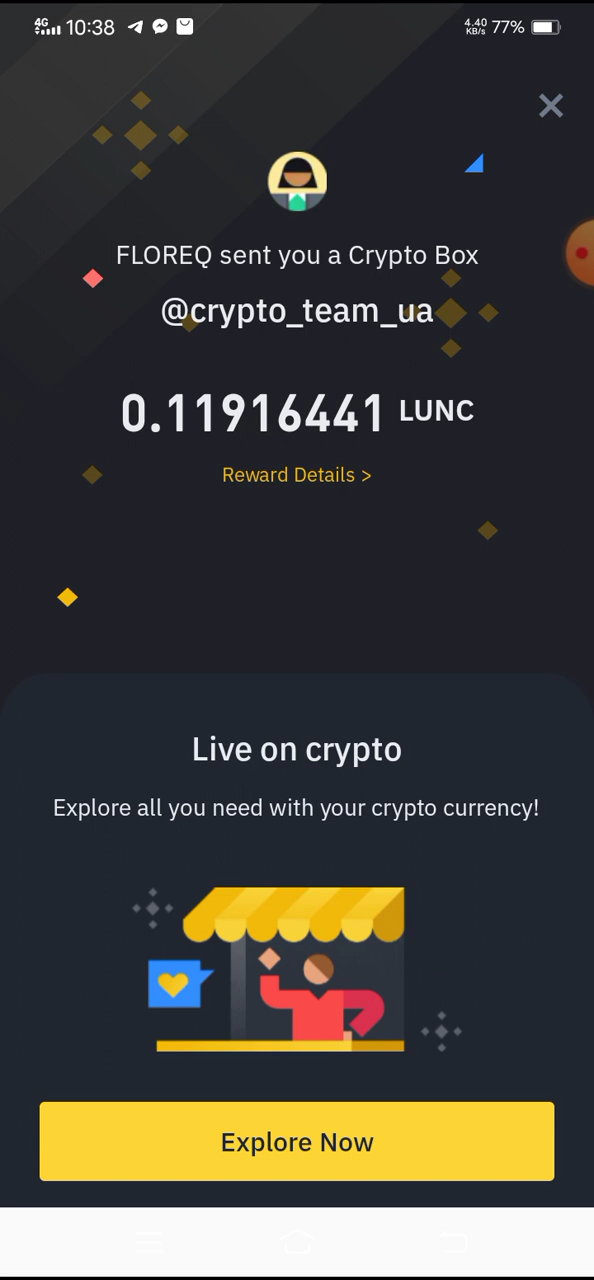 4G 10:38 4.40 KB/s 77%
FLOREQ sent you a Crypto Box
@crypto_team_ua
0.11916441 LUNC
Reward Details >
Live on crypto
Explore all you need with your crypto currency!
Explore Now